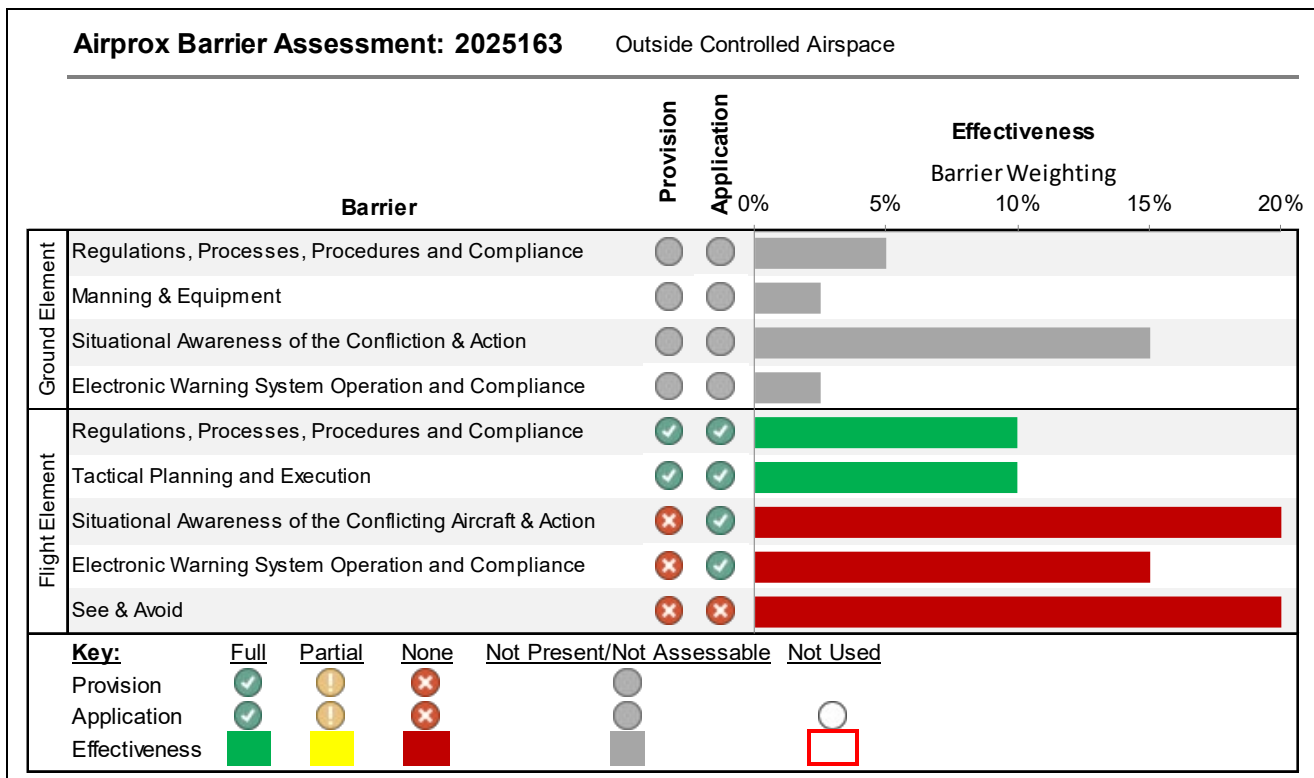 Airprox Barrier Assessment: 2025163 Outside Controlled Airspace
Barrier Provision Application Effectiveness
Barrier Weighting
0% 5% 10% 15% 20%
Ground Element
Regulations, Processes, Procedures and Compliance
Manning & Equipment
Situational Awareness of the Confliction & Action
Electronic Warning System Operation and Compliance
Flight Element
Regulations, Processes, Procedures and Compliance
Tactical Planning and Execution
Situational Awareness of the Conflicting Aircraft & Action
Electronic Warning System Operation and Compliance
See & Avoid
Key: Full Partial None Not Present/Not Assessable Not Used
Provision
Application
Effectiveness